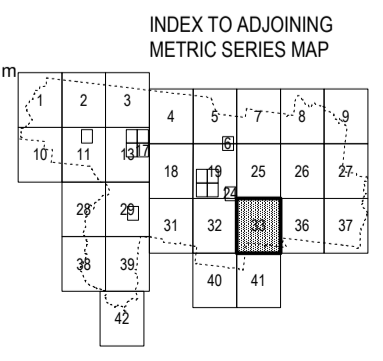 INDEX TO ADJOINING
METRIC SERIES MAP
m
1 2 3 4 5 7 8 9
6
10 11 13 17 18 19 25 26 27
24
28 29 31 32 33 36 37
38 39 40 41
42